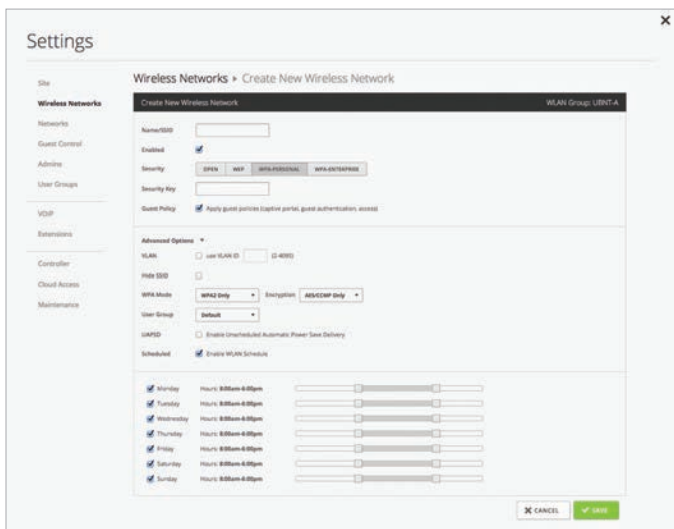 Settings
Site
Wireless Networks
Networks
Guest Control
Admins
User Groups
VOIP
Extensions
Controller
Cloud Access
Maintenance
Wireless Networks ▸ Create New Wireless Network
Create New Wireless Network WLAN Group: UBNT-A
Name/SSID
Enabled
Security OPEN WEP WPA-PERSONAL WPA-ENTERPRISE
Security Key
Guest Policy Apply guest policies (captive portal, guest authentication, access)
Advanced Options ▼
VLAN use VLAN ID (2-4095)
Hide SSID
WPA Mode WPA2 Only Encryption AES/CCMP Only
User Group Default
UAPSD Enable Unscheduled Automatic Power Save Delivery
Scheduled Enable WLAN Schedule
Monday Hours: 8:00am-6:00pm
Tuesday Hours: 8:00am-6:00pm
Wednesday Hours: 8:00am-6:00pm
Thursday Hours: 8:00am-6:00pm
Friday Hours: 8:00am-6:00pm
Saturday Hours: 8:00am-6:00pm
Sunday Hours: 8:00am-6:00pm
CANCEL SAVE